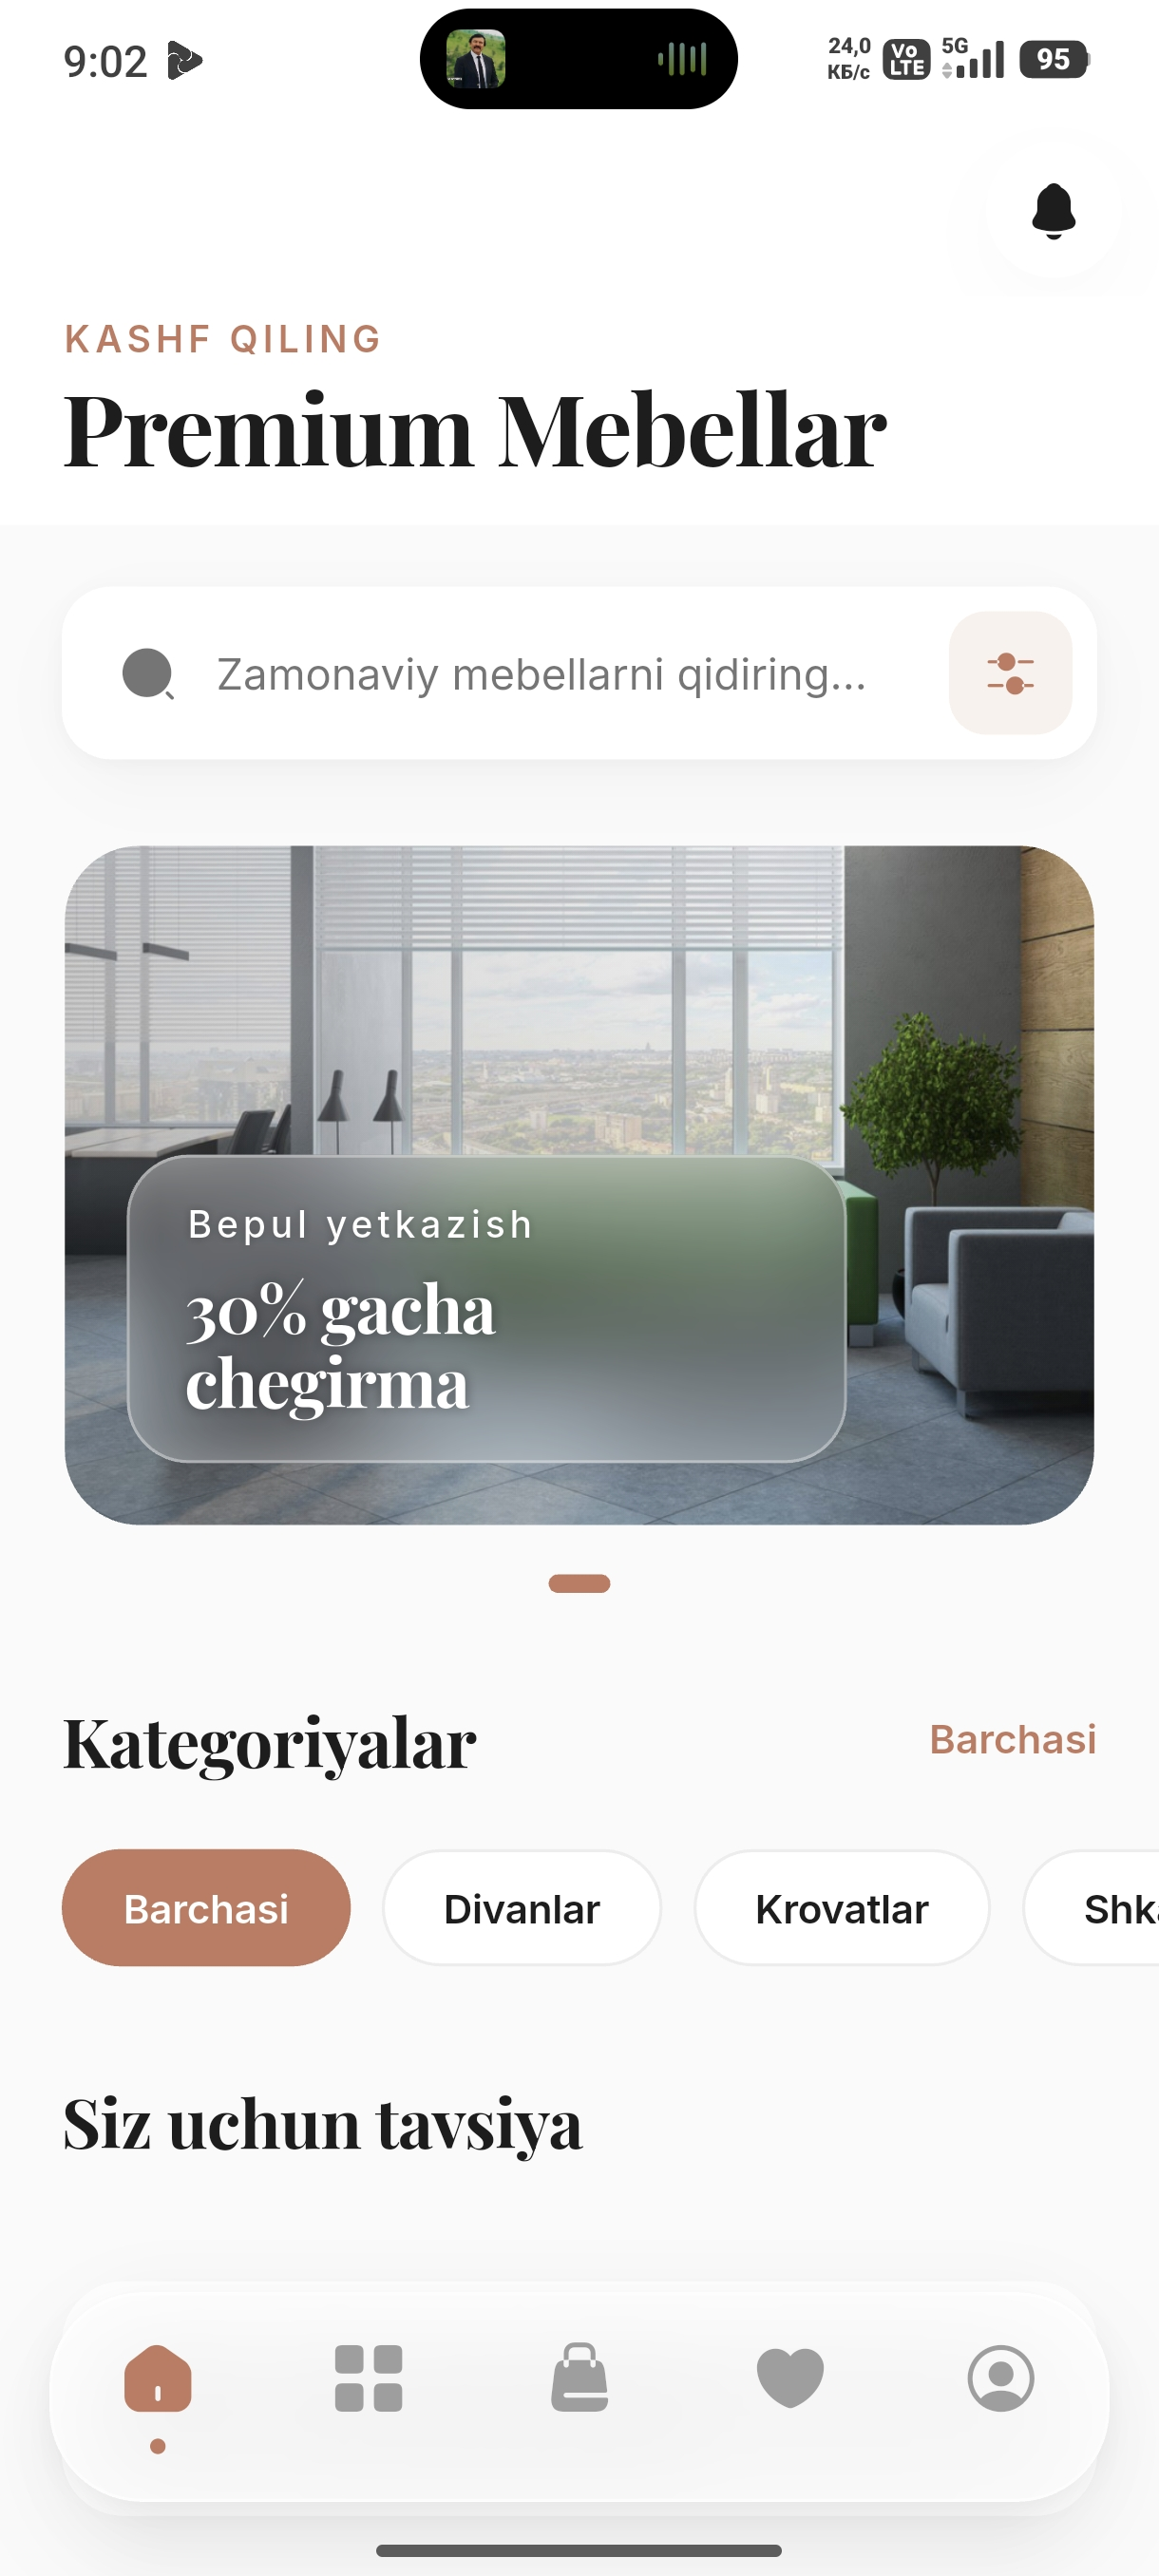 9:02
24,0
КБ/с
Vo
LTE
5G
95
KASHF QILING
Premium Mebellar
Zamonaviy mebellarni qidiring...
Bepul yetkazish
30% gacha
chegirma
Kategoriyalar
Barchasi
Barchasi
Divanlar
Krovatlar
Shka
Siz uchun tavsiya